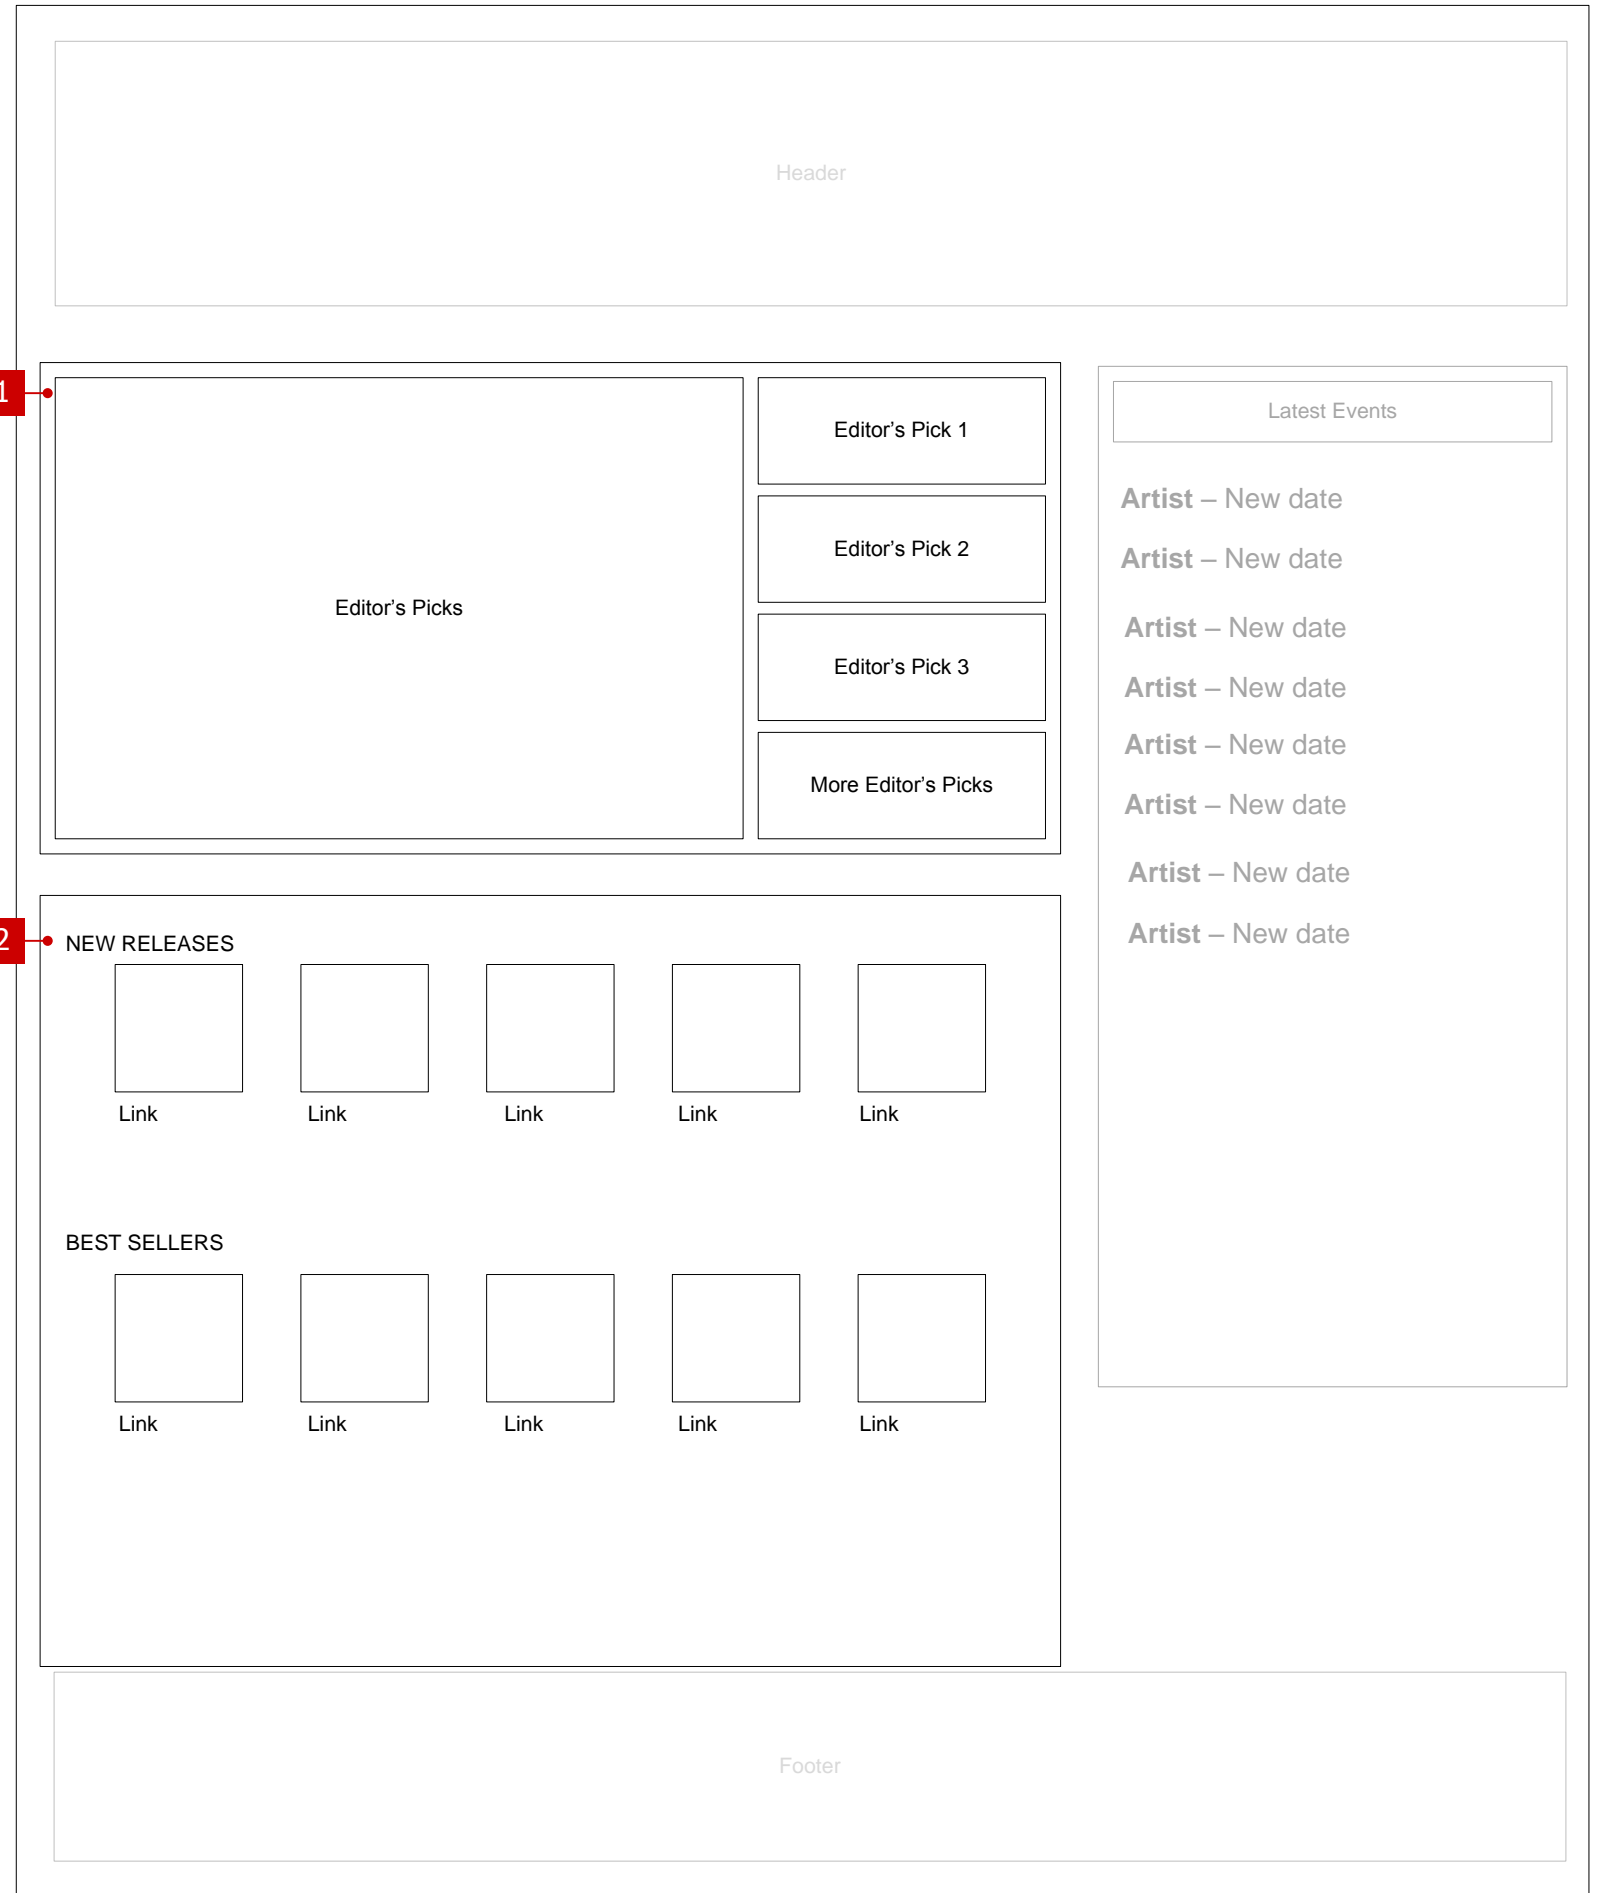 Header
1
Editor’s Picks
Editor’s Pick 1
Editor’s Pick 2
Editor’s Pick 3
More Editor’s Picks
Latest Events
Artist – New date
Artist – New date
Artist – New date
Artist – New date
Artist – New date
Artist – New date
Artist – New date
Artist – New date
2
NEW RELEASES
Link Link Link Link Link
BEST SELLERS
Link Link Link Link Link
Footer